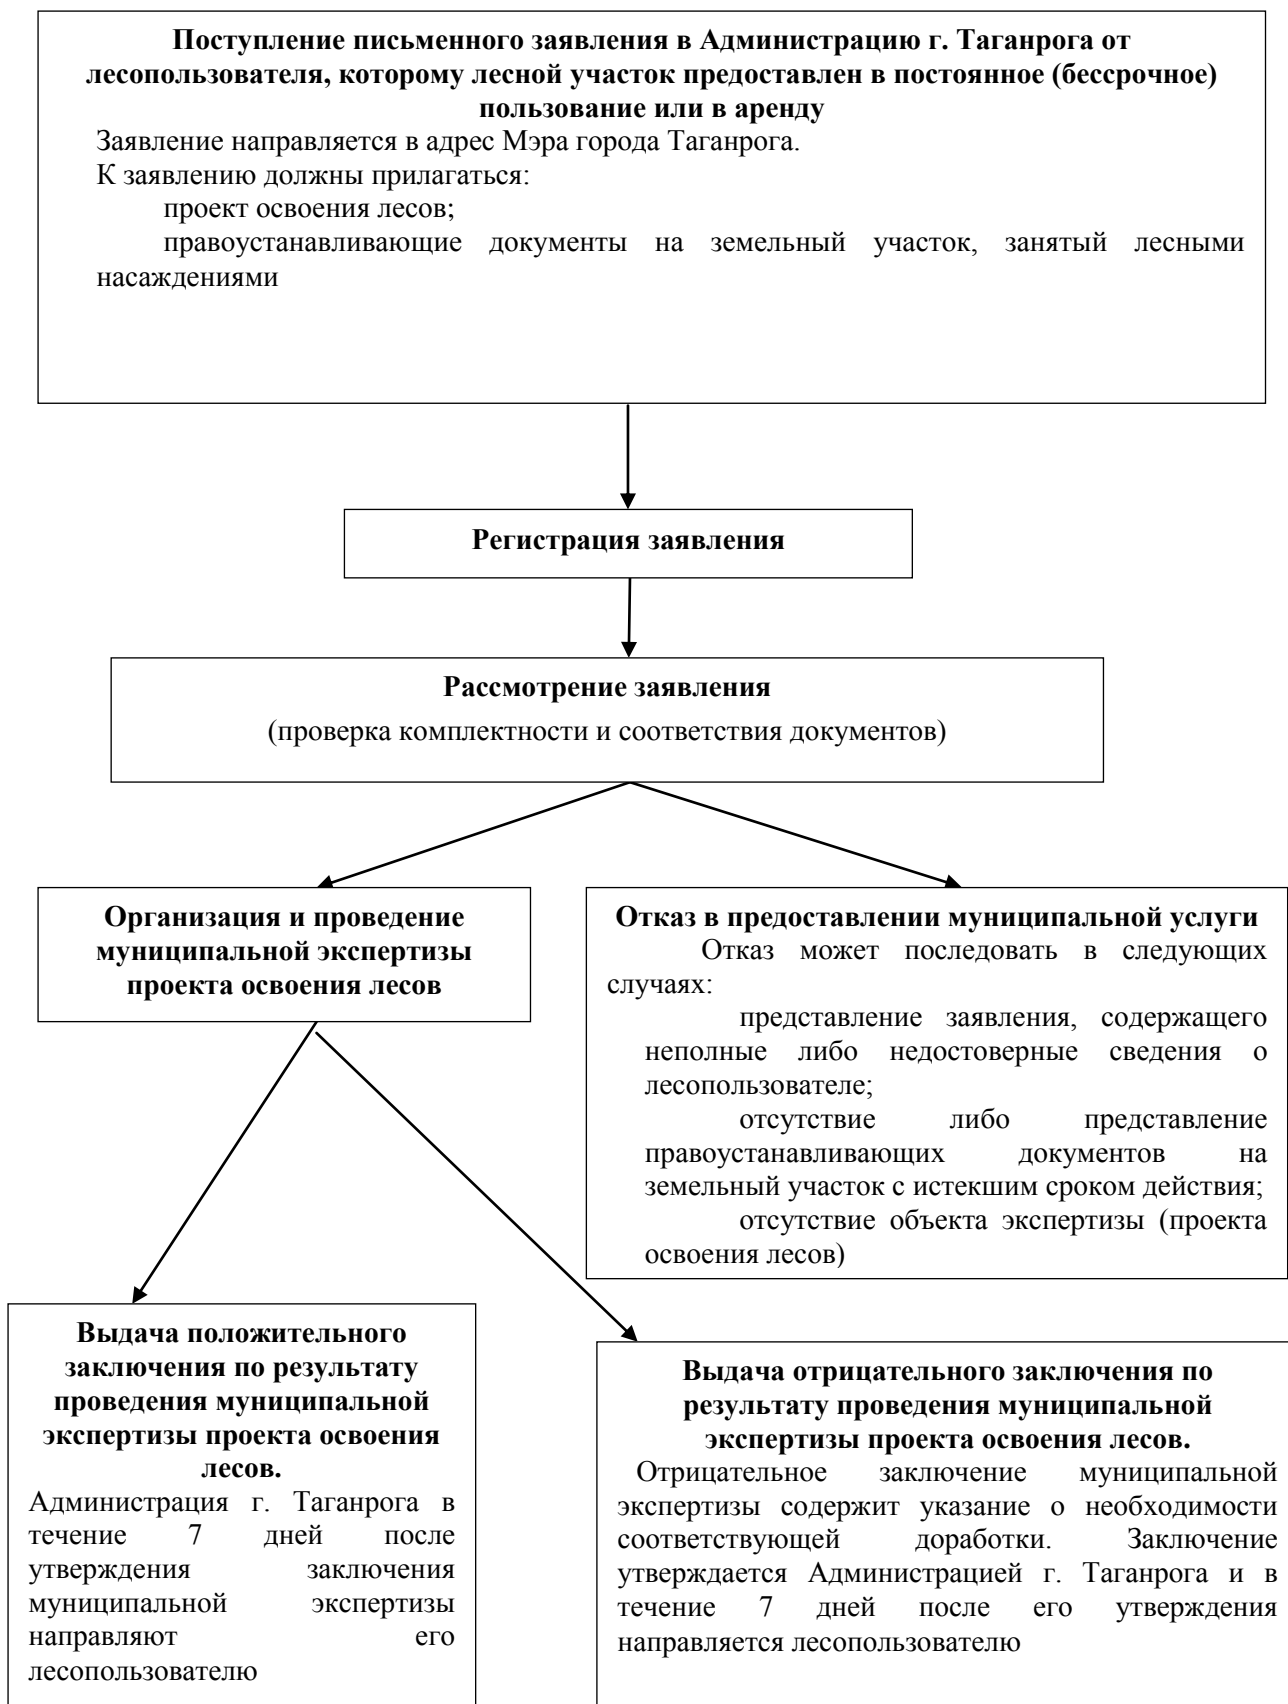 Поступление письменного заявления в Администрацию г. Таганрога от
лесопользователя, которому лесной участок предоставлен в постоянное (бессрочное)
пользование или в аренду
Заявление направляется в адрес Мэра города Таганрога.
К заявлению должны прилагаться:
проект освоения лесов;
правоустанавливающие документы на земельный участок, занятый лесными
насаждениями
Регистрация заявления
Рассмотрение заявления
(проверка комплектности и соответствия документов)
Организация и проведение
муниципальной экспертизы
проекта освоения лесов
Отказ в предоставлении муниципальной услуги
Отказ может последовать в следующих
случаях:
представление заявления, содержащего
неполные либо недостоверные сведения о
лесопользователе;
отсутствие либо представление
правоустанавливающих документов на
земельный участок с истекшим сроком действия;
отсутствие объекта экспертизы (проекта
освоения лесов)
Выдача положительного
заключения по результату
проведения муниципальной
экспертизы проекта освоения
лесов.
Администрация г. Таганрога в
течение 7 дней после
утверждения заключения
муниципальной экспертизы
направляют его
лесопользователю
Выдача отрицательного заключения по
результату проведения муниципальной
экспертизы проекта освоения лесов.
Отрицательное заключение муниципальной
экспертизы содержит указание о необходимости
соответствующей доработки. Заключение
утверждается Администрацией г. Таганрога и в
течение 7 дней после его утверждения
направляется лесопользователю